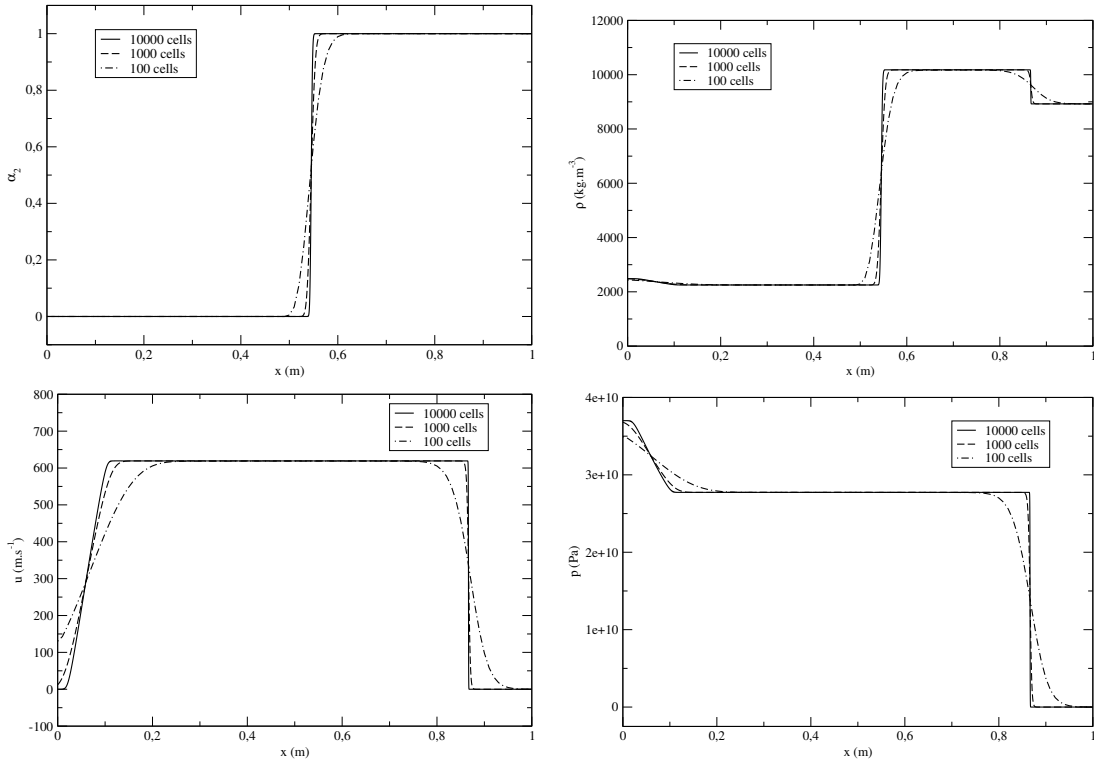 1
0,8
0,6
0,4
0,2
0
α2
0 0,2 0,4 0,6 0,8 1
x (m)
10000 cells
1000 cells
100 cells
12000
10000
8000
6000
4000
2000
0
ρ (kg.m-3)
0 0,2 0,4 0,6 0,8 1
x (m)
10000 cells
1000 cells
100 cells
800
700
600
500
400
300
200
100
0
-100
u (m.s-1)
0 0,2 0,4 0,6 0,8 1
x (m)
10000 cells
1000 cells
100 cells
4e+10
3e+10
2e+10
1e+10
0
p (Pa)
0 0,2 0,4 0,6 0,8 1
x (m)
10000 cells
1000 cells
100 cells